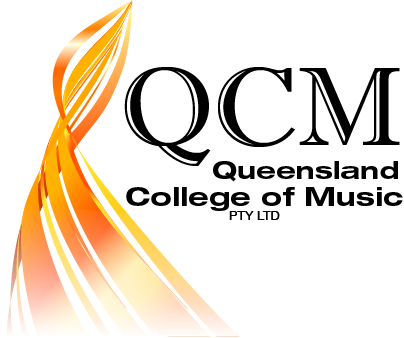 QCM
Queensland
College of Music
PTY LTD